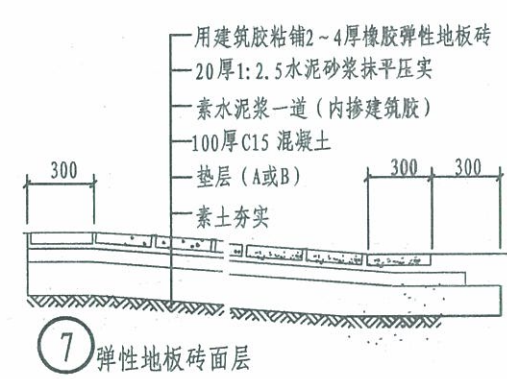 用建筑胶粘铺2～4厚橡胶弹性地板砖
20厚1:2.5水泥砂浆抹平压实
素水泥浆一道（内掺建筑胶）
100厚C15 混凝土
垫层（A或B）
素土夯实
300
300
300
7
弹性地板砖面层